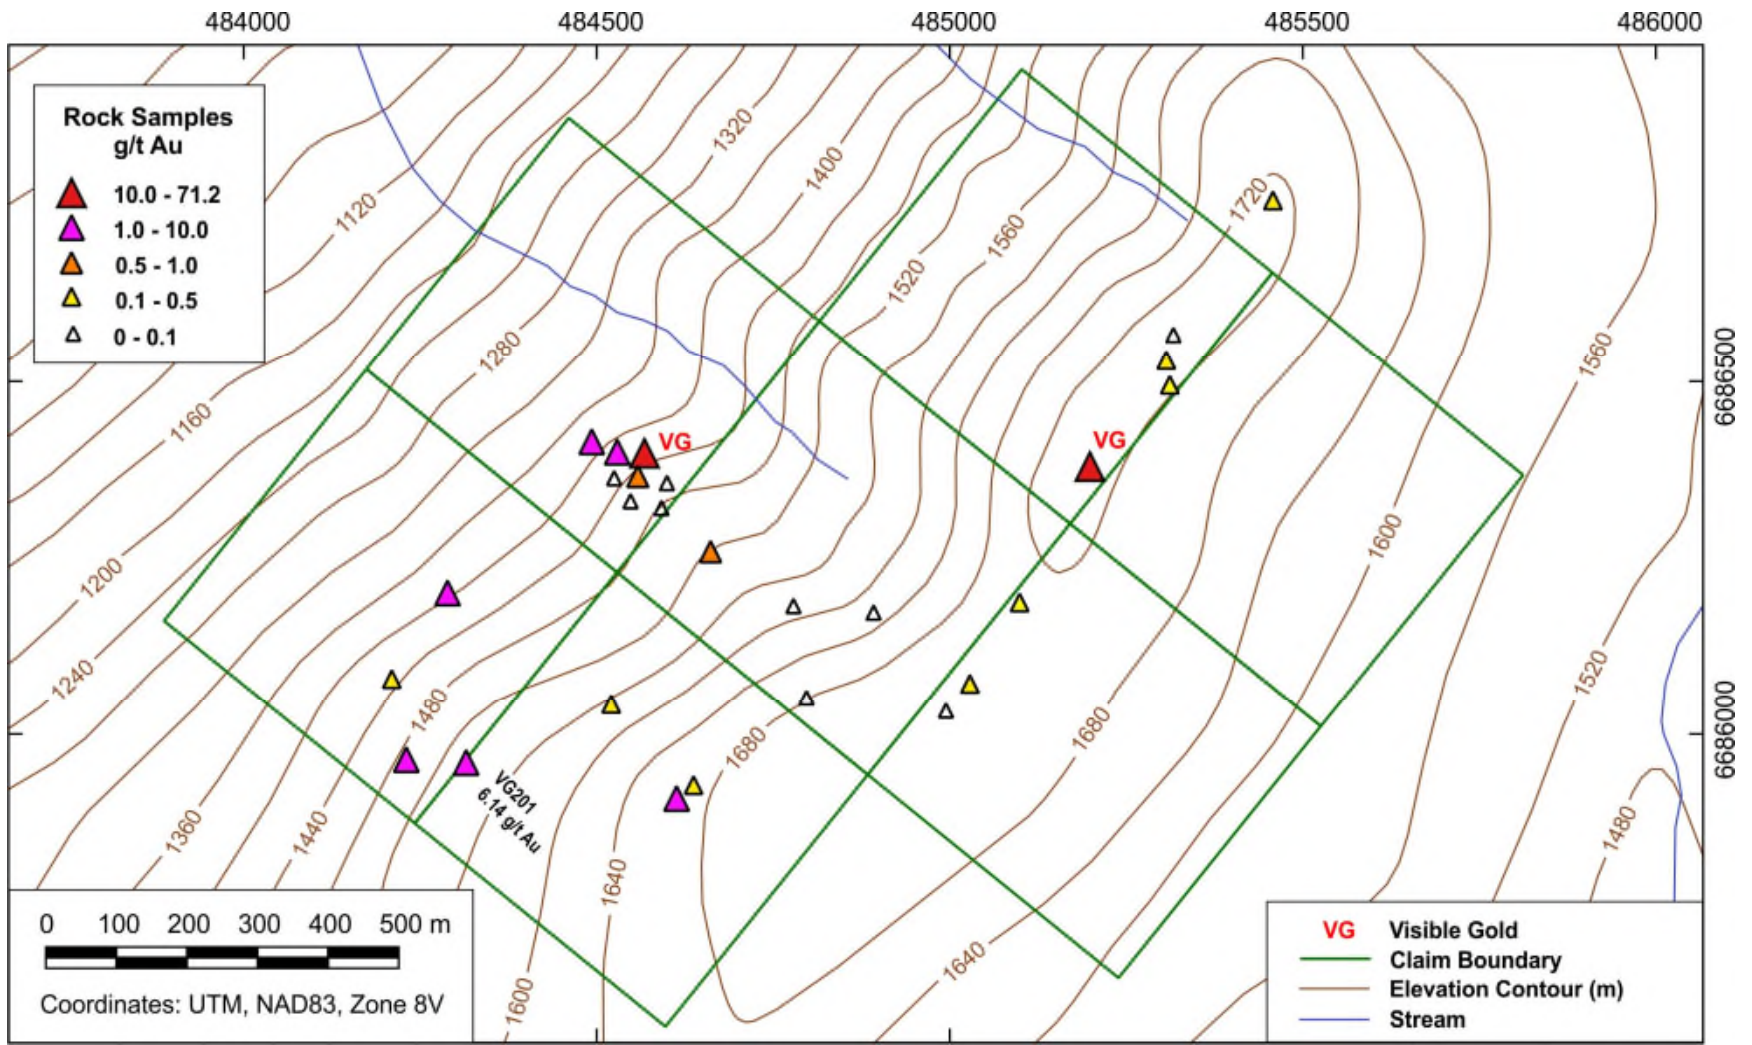 484000 484500 485000 485500 486000
Rock Samples
g/t Au
10.0 - 71.2
1.0 - 10.0
0.5 - 1.0
0.1 - 0.5
0 - 0.1
1320
1400
1120
1720
1560
1520
1280
1560
6686500
1160
VG
VG
1600
1200
1240
1480
1520
1680
1680
6686000
VG201
6.14 g/t Au
1360
1440
1480
1640
1640
1600
0 100 200 300 400 500 m
Coordinates: UTM, NAD83, Zone 8V
VG Visible Gold
Claim Boundary
Elevation Contour (m)
Stream